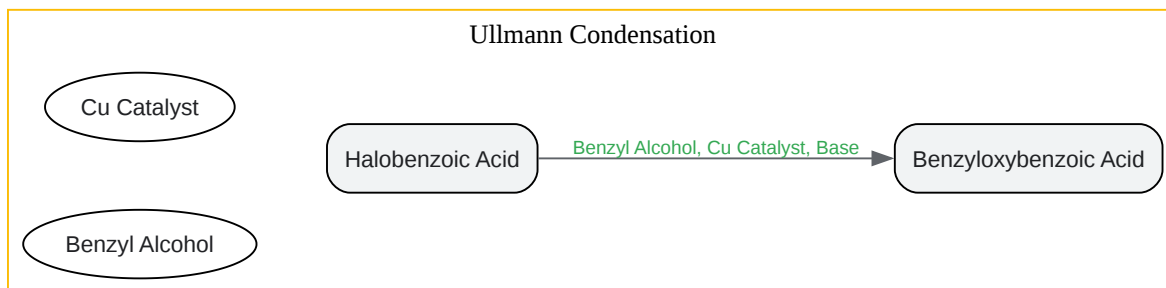 Ullmann Condensation
Cu Catalyst
Halobenzoic Acid
Benzyl Alcohol, Cu Catalyst, Base
Benzyloxybenzoic Acid
Benzyl Alcohol